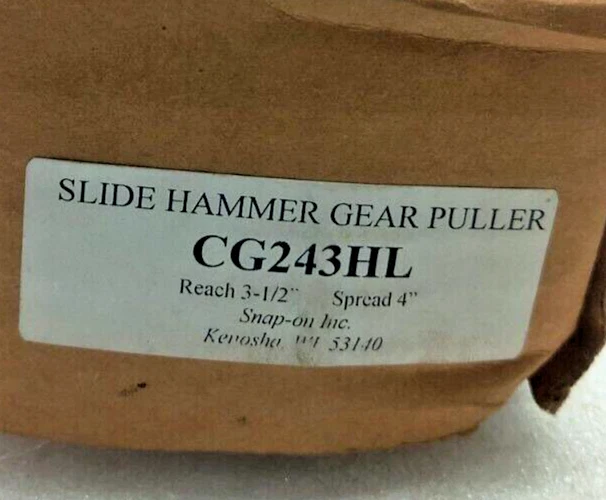 SLIDE HAMMER GEAR PULLER
CG243HL
Reach 3-1/2" Spread 4"
Snap-on Inc.
Kenosha, WI 53140